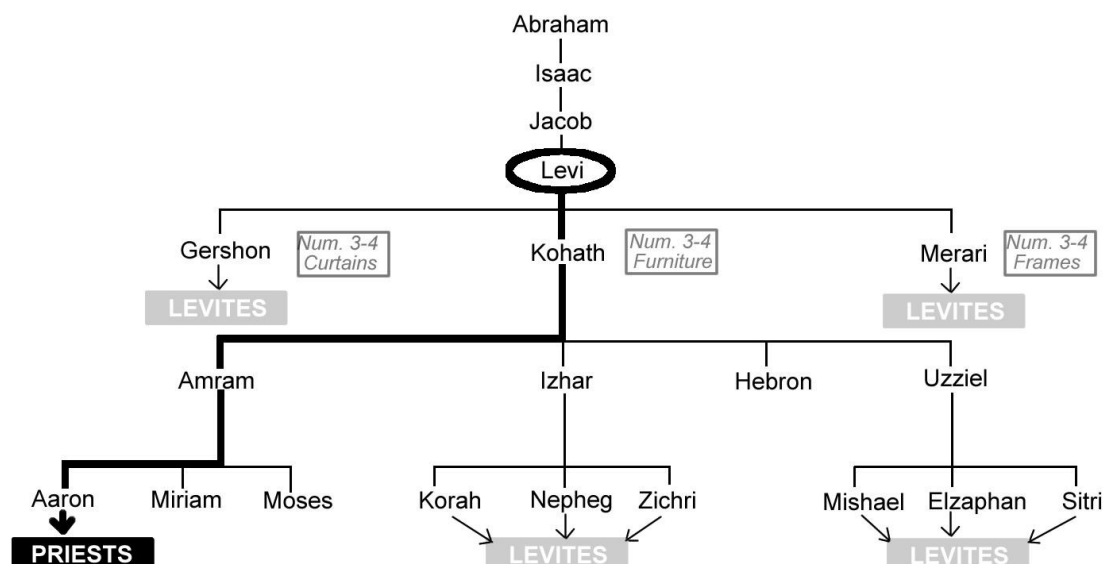 Abraham
Isaac
Jacob
Levi
Gershon
Num. 3-4
Curtains
Kohath
Num. 3-4
Furniture
Merari
Num. 3-4
Frames
LEVITES
LEVITES
Amram
Izhar
Hebron
Uzziel
Aaron
Miriam
Moses
Korah
Nepheg
Zichri
Mishael
Elzaphan
Sitri
PRIESTS
LEVITES
LEVITES